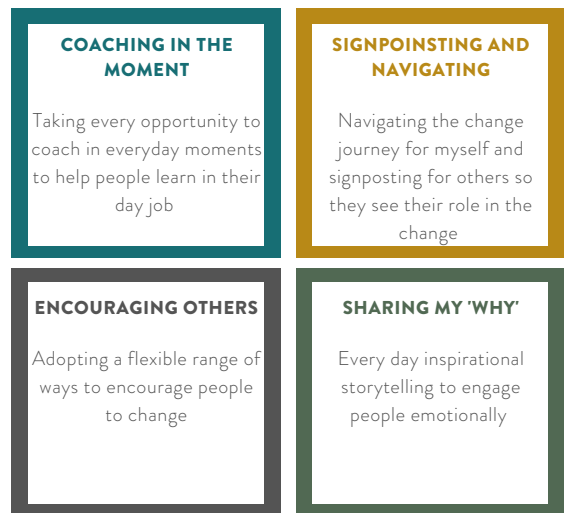 COACHING IN THE
MOMENT
Taking every opportunity to
coach in everyday moments
to help people learn in their
day job
SIGNPOINSTING AND
NAVIGATING
Navigating the change
journey for myself and
signposting for others so
they see their role in the
change
ENCOURAGING OTHERS
Adopting a flexible range of
ways to encourage people
to change
SHARING MY 'WHY'
Every day inspirational
storytelling to engage
people emotionally